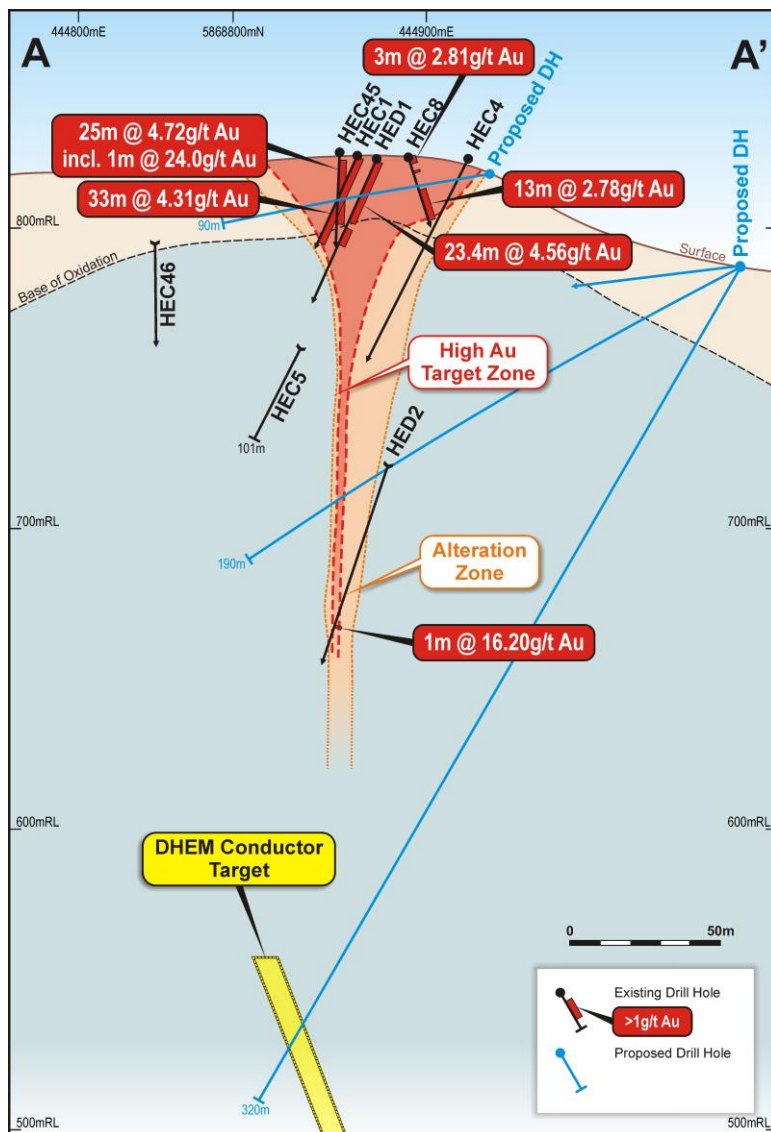 444800mE
5868800mN
444900mE
A
A'
3m @ 2.81g/t Au
25m @ 4.72g/t Au
incl. 1m @ 24.0g/t Au
33m @ 4.31g/t Au
HEC45
HEC1
HED1
HEC8
HEC4
Proposed DH
Proposed DH
13m @ 2.78g/t Au
23.4m @ 4.56g/t Au
800mRL
90m
Surface
Base of Oxidation
HEC46
High Au
Target Zone
HEC5
101m
HED2
700mRL
190m
Alteration
Zone
1m @ 16.20g/t Au
600mRL
DHEM Conductor
Target
0
50m
Existing Drill Hole
>1g/t Au
Proposed Drill Hole
320m
500mRL